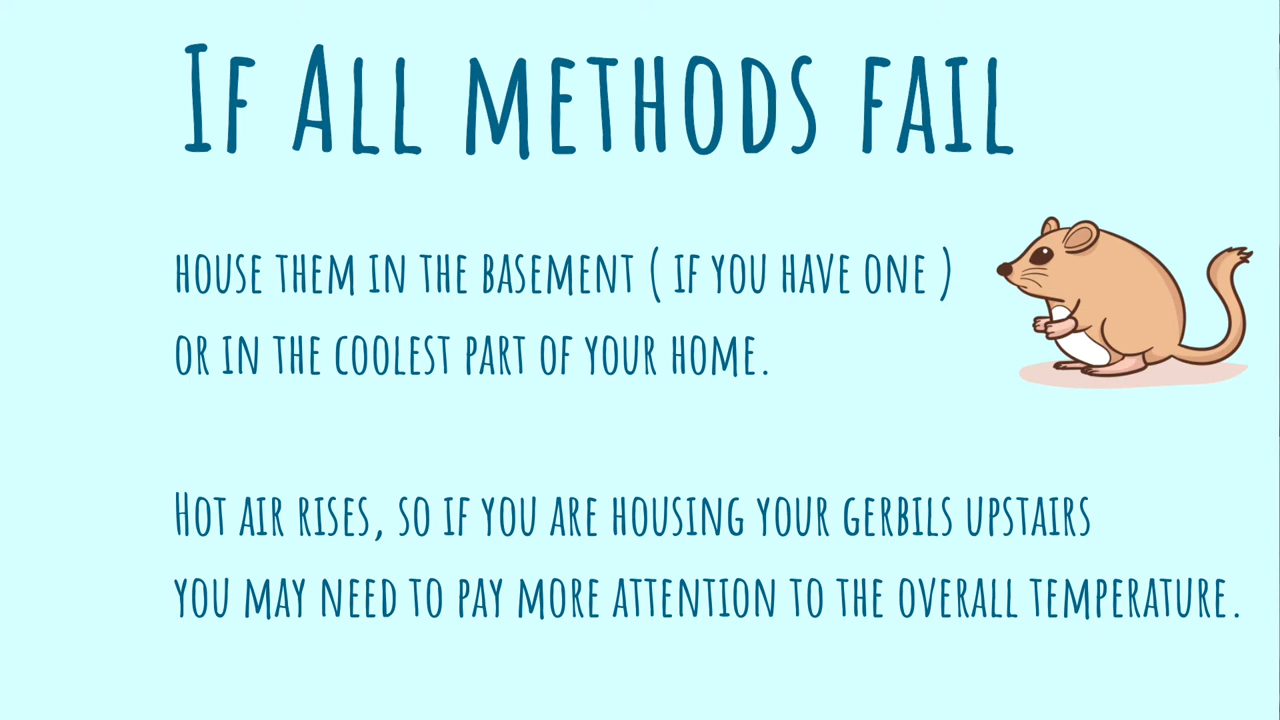 If All methods fail
house them in the basement ( if you have one )
or in the coolest part of your home.
Hot air rises, so if you are housing your gerbils upstairs
you may need to pay more attention to the overall temperature.